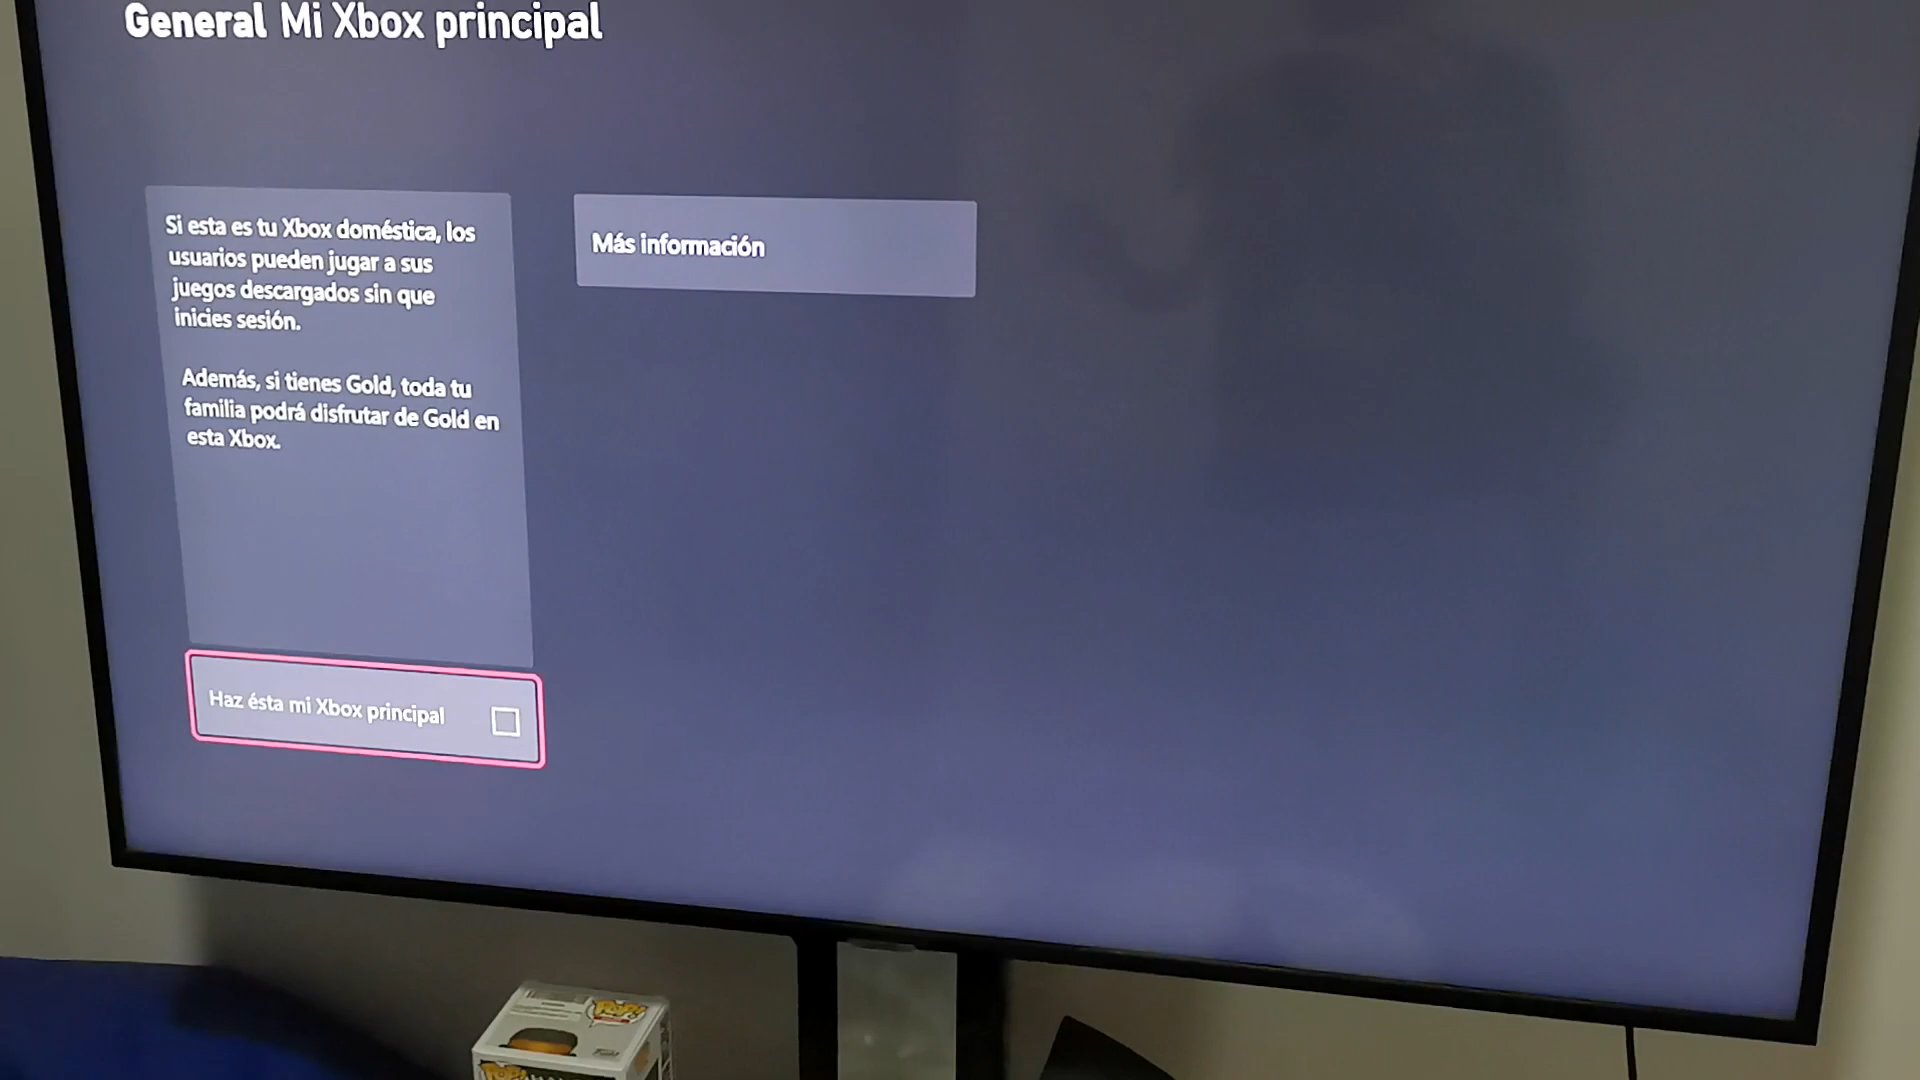 General Mi Xbox principal
Si esta es tu Xbox doméstica, los
usuarios pueden jugar a sus
juegos descargados sin que
inicies sesión.
Además, si tienes Gold, toda tu
familia podrá disfrutar de Gold en
esta Xbox.
Más información
Haz ésta mi Xbox principal
POP!
POP!